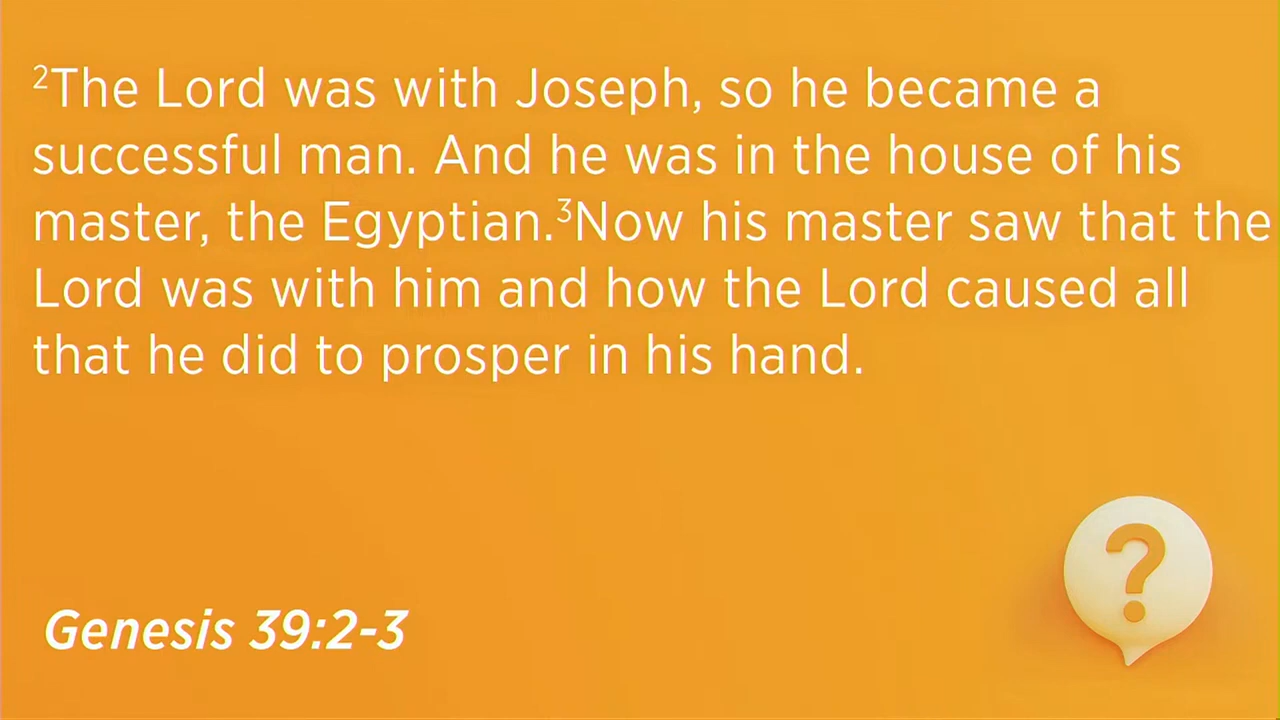 ²The Lord was with Joseph, so he became a
successful man. And he was in the house of his
master, the Egyptian.³Now his master saw that the
Lord was with him and how the Lord caused all
that he did to prosper in his hand.
?
Genesis 39:2-3